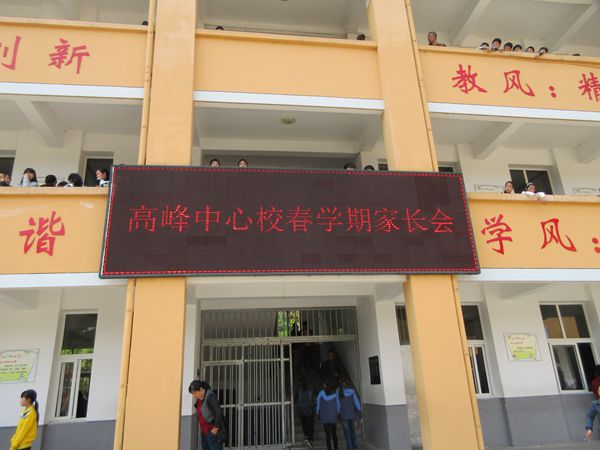 创新
教风：精
高峰中心校春学期家长会
谐
学风：